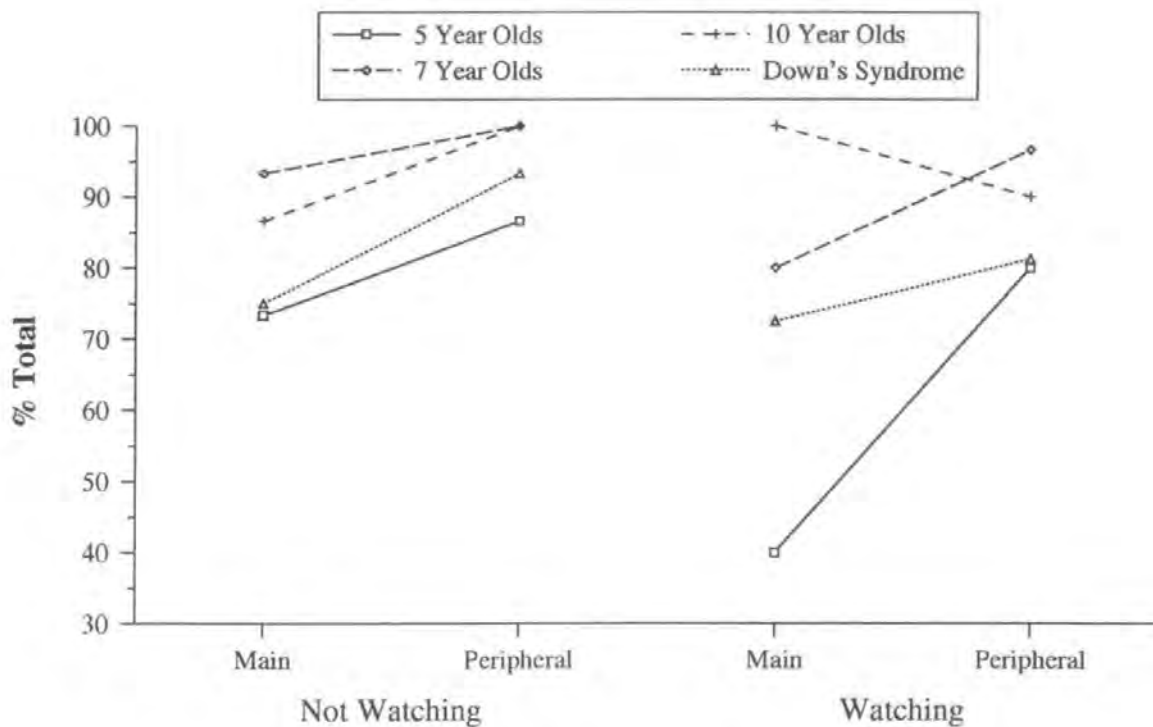 5 Year Olds 10 Year Olds
7 Year Olds Down's Syndrome
100
90
80
70
60
50
40
30
% Total
Main Peripheral Main Peripheral
Not Watching Watching